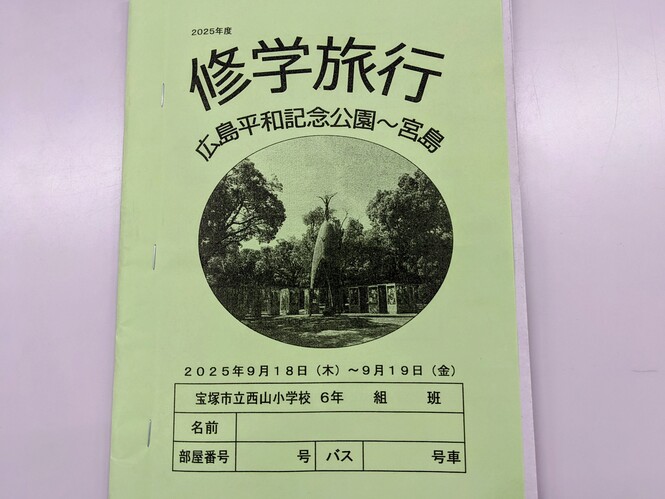 2025年度
修学旅行
広島平和記念公園~宮島
2025年9月18日（木）~9月19日（金）
宝塚市立西山小学校 6年 組 班
名前
部屋番号 号 バス 号車